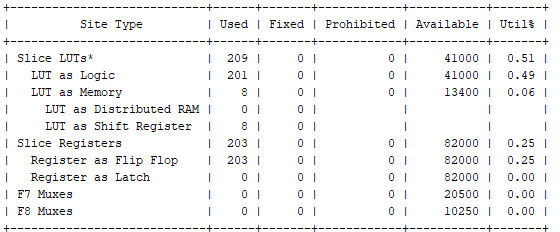 +----------------------------+------+-------+------------+-----------+-------+
|          Site Type         | Used | Fixed | Prohibited | Available | Util% |
+----------------------------+------+-------+------------+-----------+-------+
| Slice LUTs*                |  209 |     0 |          0 |     41000 |  0.51 |
|   LUT as Logic             |  201 |     0 |          0 |     41000 |  0.49 |
|   LUT as Memory            |    8 |     0 |          0 |     13400 |  0.06 |
|     LUT as Distributed RAM |    0 |     0 |            |           |       |
|     LUT as Shift Register  |    8 |     0 |            |           |       |
| Slice Registers            |  203 |     0 |          0 |     82000 |  0.25 |
|   Register as Flip Flop    |  203 |     0 |          0 |     82000 |  0.25 |
|   Register as Latch        |    0 |     0 |          0 |     82000 |  0.00 |
| F7 Muxes                   |    0 |     0 |          0 |     20500 |  0.00 |
| F8 Muxes                   |    0 |     0 |          0 |     10250 |  0.00 |
+----------------------------+------+-------+------------+-----------+-------+